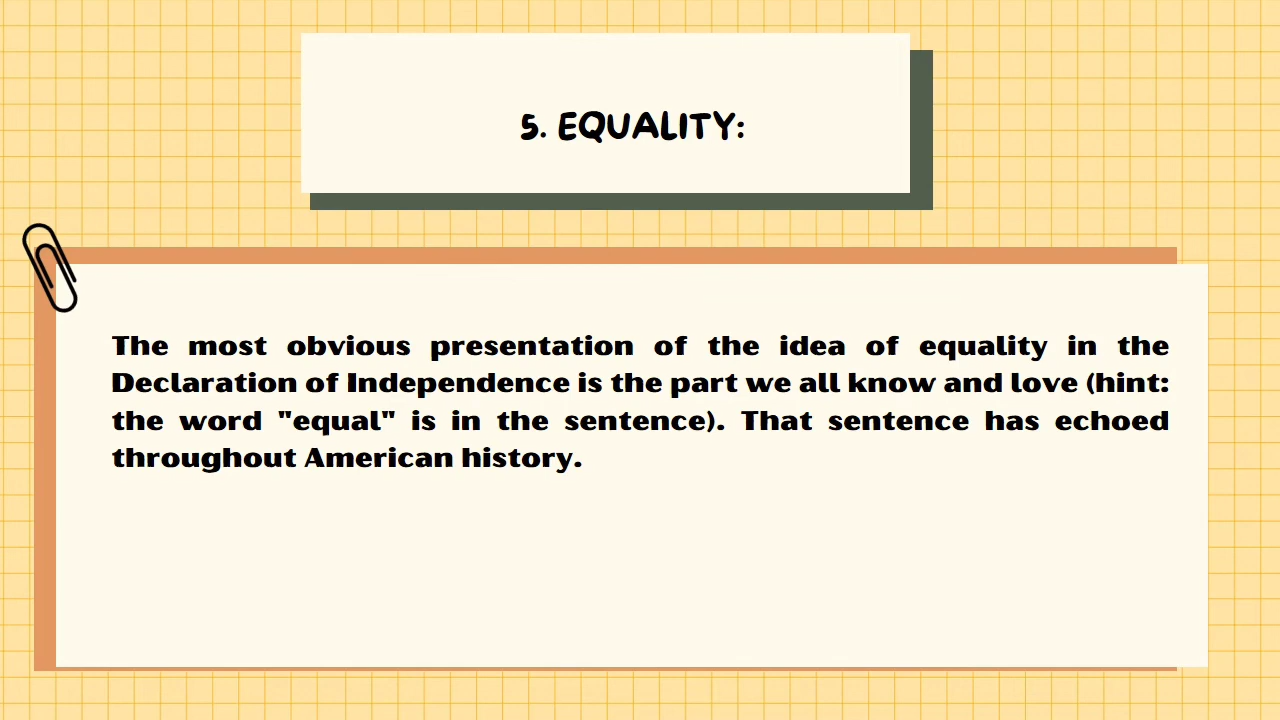 5. EQUALITY:
The most obvious presentation of the idea of equality in the
Declaration of Independence is the part we all know and love (hint:
the word "equal" is in the sentence). That sentence has echoed
throughout American history.